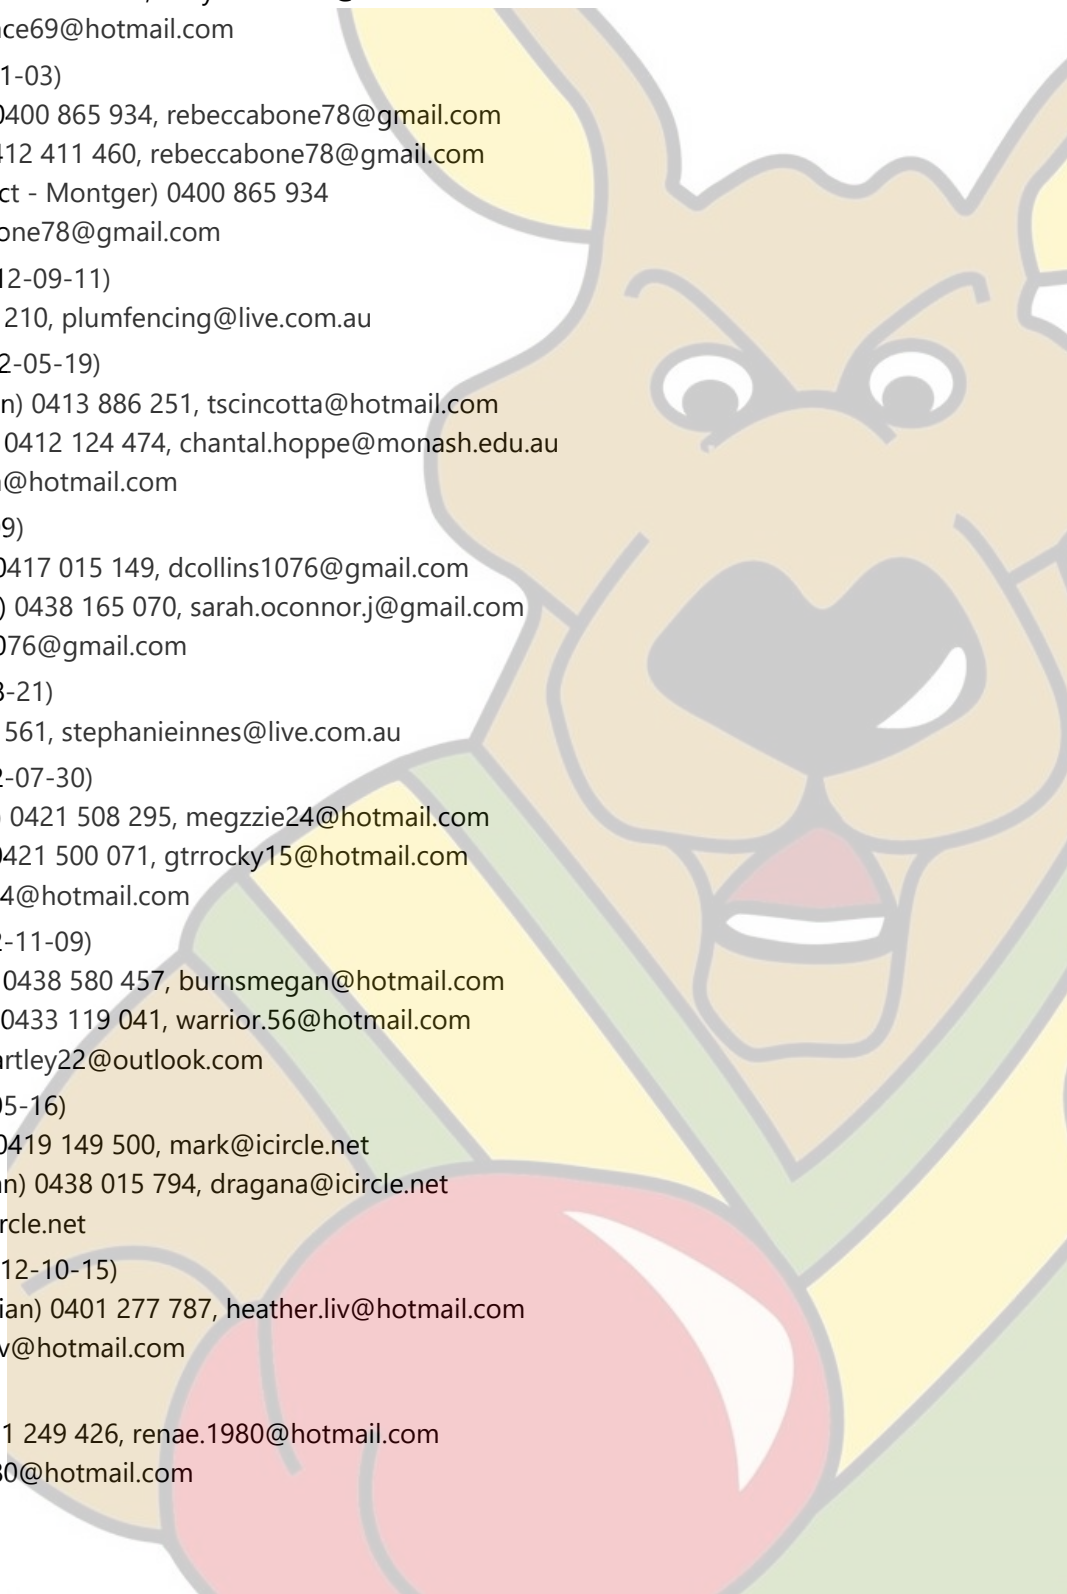 ace69@hotmail.com
1-03)
0400 865 934, rebeccabone78@gmail.com
412 411 460, rebeccabone78@gmail.com
ct - Montger) 0400 865 934
one78@gmail.com
12-09-11)
210, plumfencing@live.com.au
2-05-19)
n) 0413 886 251, tscincotta@hotmail.com
0412 124 474, chantal.hoppe@monash.edu.au
@hotmail.com
9)
0417 015 149, dcollins1076@gmail.com
) 0438 165 070, sarah.oconnor.j@gmail.com
076@gmail.com
3-21)
561, stephanieinnes@live.com.au
2-07-30)
) 0421 508 295, megzzie24@hotmail.com
0421 500 071, gtrrocky15@hotmail.com
4@hotmail.com
2-11-09)
0438 580 457, burnsmegan@hotmail.com
0433 119 041, warrior.56@hotmail.com
artley22@outlook.com
05-16)
0419 149 500, mark@icircle.net
an) 0438 015 794, dragana@icircle.net
rcle.net
12-10-15)
ian) 0401 277 787, heather.liv@hotmail.com
v@hotmail.com
1 249 426, renae.1980@hotmail.com
80@hotmail.com